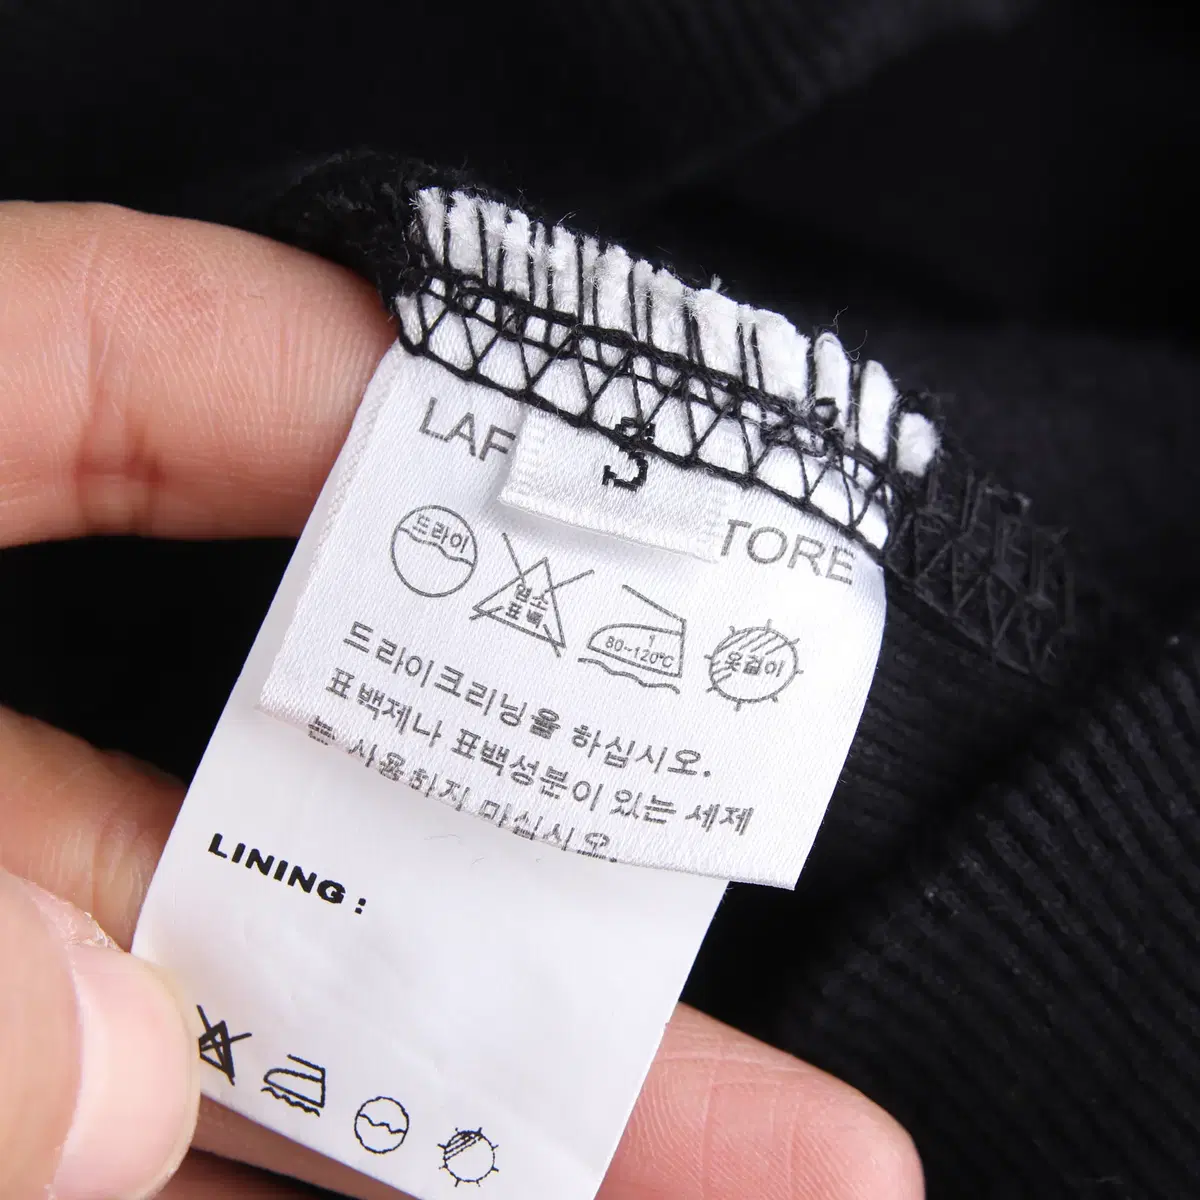 S
LAF
TORE
드라이
염소
표백
1
80~120℃
옷걸이
드라이크리닝을 하십시오.
표백제나 표백성분이 있는 세제
는 사용하지 마십시오.
LINING :